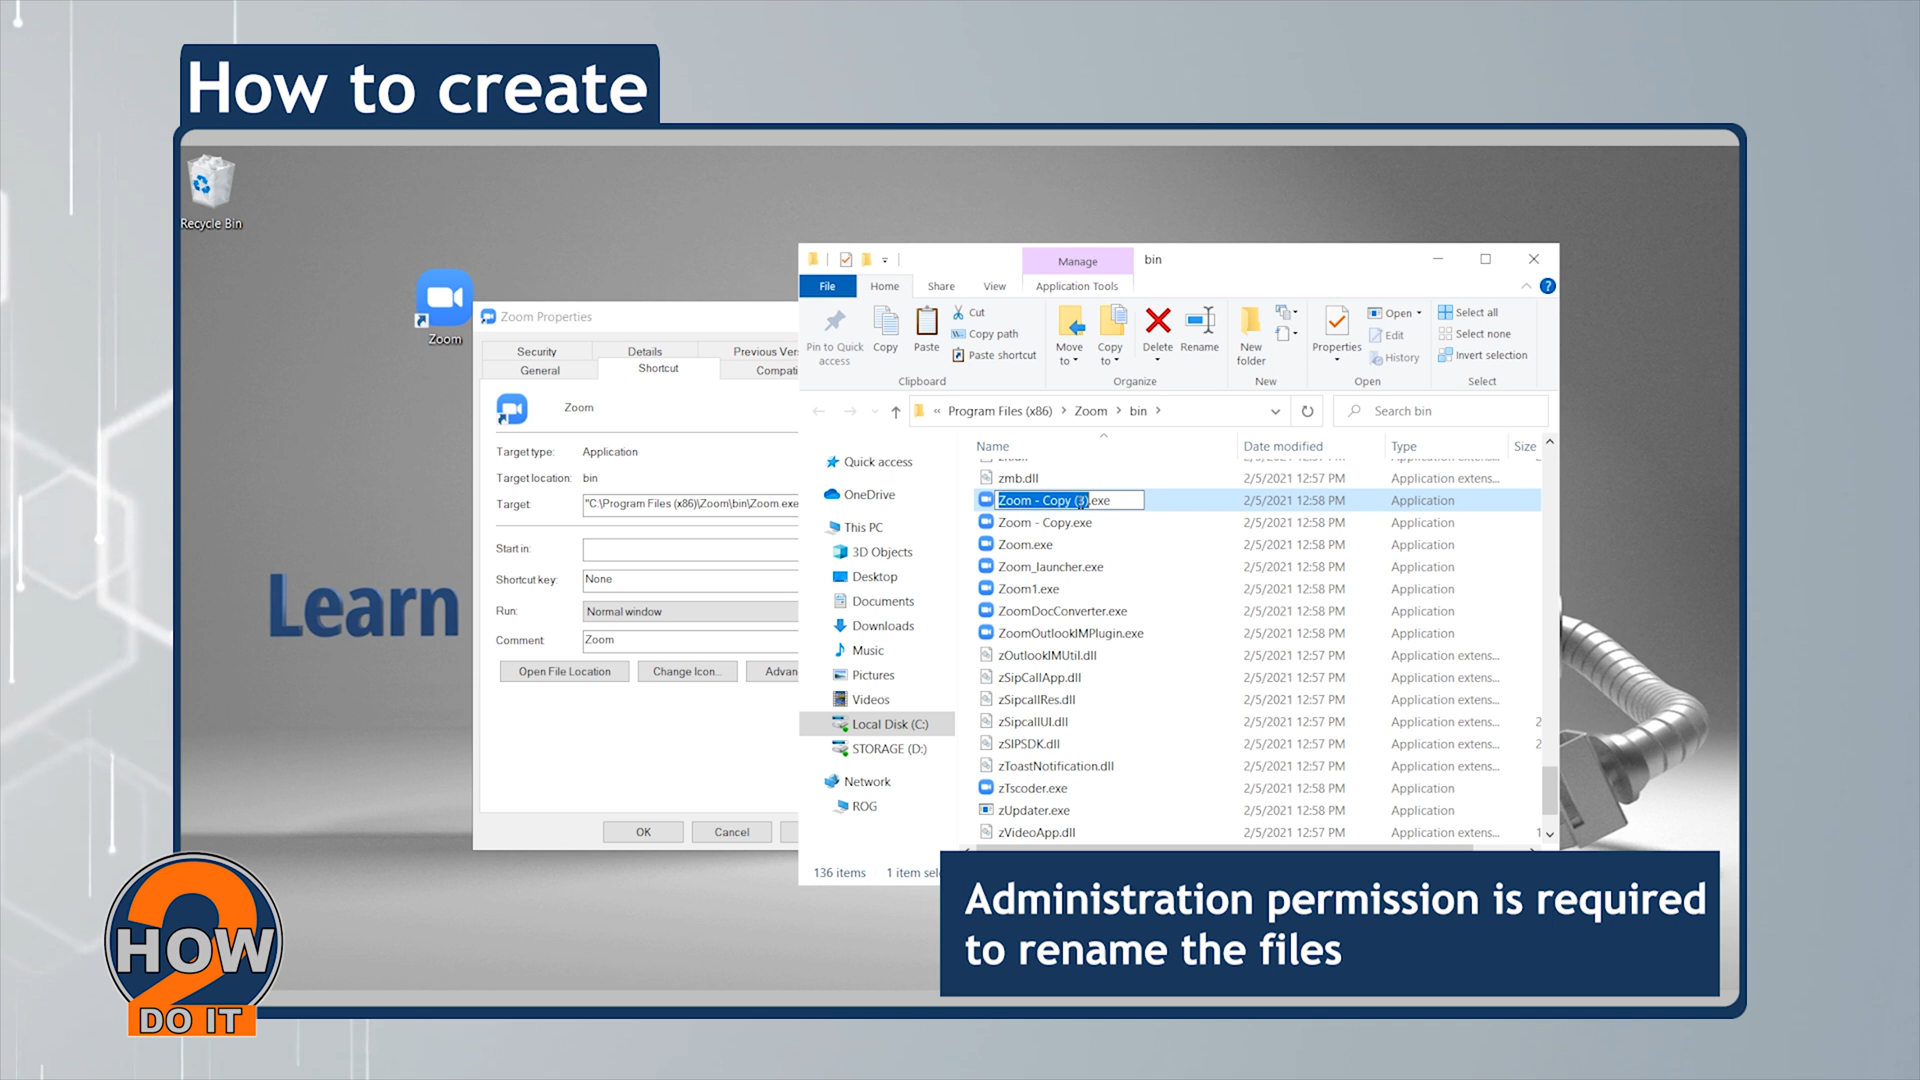 How to create
Recycle Bin
Zoom
Learn
Zoom Properties
Security Details Previous Ver
General Shortcut Compati
Zoom
Target type: Application
Target location: bin
Target: "C:\Program Files (x86)\Zoom\bin\Zoom.exe
Start in:
Shortcut key: None
Run: Normal window
Comment: Zoom
Open File Location Change Icon... Advan
OK Cancel
Manage bin
File Home Share View Application Tools
Pin to Quick access
Copy
Paste
Cut
Copy path
Paste shortcut
Clipboard
Move to
Copy to
Delete
Rename
Organize
New folder
New
Properties
Open
Edit
History
Open
Select all
Select none
Invert selection
Select
« Program Files (x86) > Zoom > bin >
Search bin
Quick access
OneDrive
This PC
3D Objects
Desktop
Documents
Downloads
Music
Pictures
Videos
Local Disk (C:)
STORAGE (D:)
Network
ROG
Name Date modified Type Size
zmb.dll 2/5/2021 12:57 PM Application extens...
Zoom - Copy (3).exe 2/5/2021 12:58 PM Application
Zoom - Copy.exe 2/5/2021 12:58 PM Application
Zoom.exe 2/5/2021 12:58 PM Application
Zoom_launcher.exe 2/5/2021 12:58 PM Application
Zoom1.exe 2/5/2021 12:58 PM Application
ZoomDocConverter.exe 2/5/2021 12:58 PM Application
ZoomOutlookIMPlugin.exe 2/5/2021 12:58 PM Application
zOutlookIMUtil.dll 2/5/2021 12:57 PM Application extens...
zSipCallApp.dll 2/5/2021 12:57 PM Application extens...
zSipcallRes.dll 2/5/2021 12:57 PM Application extens...
zSipcallUI.dll 2/5/2021 12:57 PM Application extens... 2
zSIPSDK.dll 2/5/2021 12:57 PM Application extens... 2
zToastNotification.dll 2/5/2021 12:57 PM Application extens...
zTscoder.exe 2/5/2021 12:58 PM Application
zUpdater.exe 2/5/2021 12:58 PM Application
zVideoApp.dll 2/5/2021 12:57 PM Application extens... 1
136 items 1 item sel
Administration permission is required
to rename the files
HOW
2
DO IT